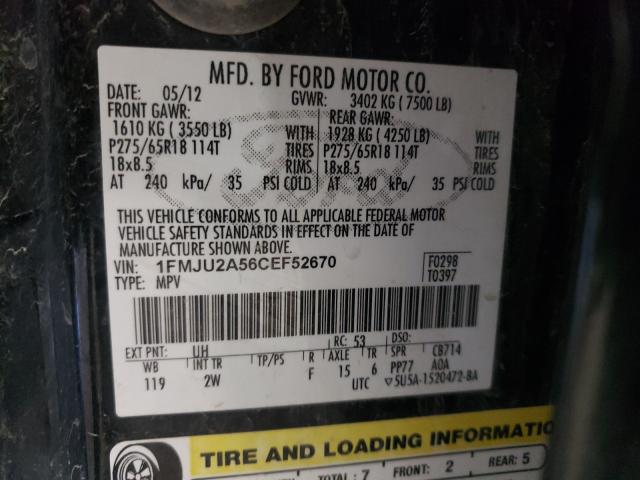 MFD. BY FORD MOTOR CO.
DATE: 05/12 GVWR: 3402 KG ( 7500 LB)
FRONT GAWR: REAR GAWR:
1610 KG ( 3550 LB) WITH 1928 KG ( 4250 LB) WITH
P275/65R18 114T TIRES P275/65R18 114T TIRES
18x8.5 RIMS 18x8.5 RIMS
AT 240 kPa/ 35 PSI COLD AT 240 kPa/ 35 PSI COLD
THIS VEHICLE CONFORMS TO ALL APPLICABLE FEDERAL MOTOR
VEHICLE SAFETY STANDARDS IN EFFECT ON THE DATE OF
MANUFACTURE SHOWN ABOVE.
VIN: 1FMJU2A56CEF52670 F0298
TYPE: MPV T0397
EXT PNT: UH RC: 53 DSO:
WB INT TR TP/PS R AXLE TR SPR CB714
119 2W F 15 6 PP77 AOA
UTC ▽5U5A-1520472-BA
TIRE AND LOADING INFORMATIO
TOTAL : 7 FRONT: 2 REAR: 5